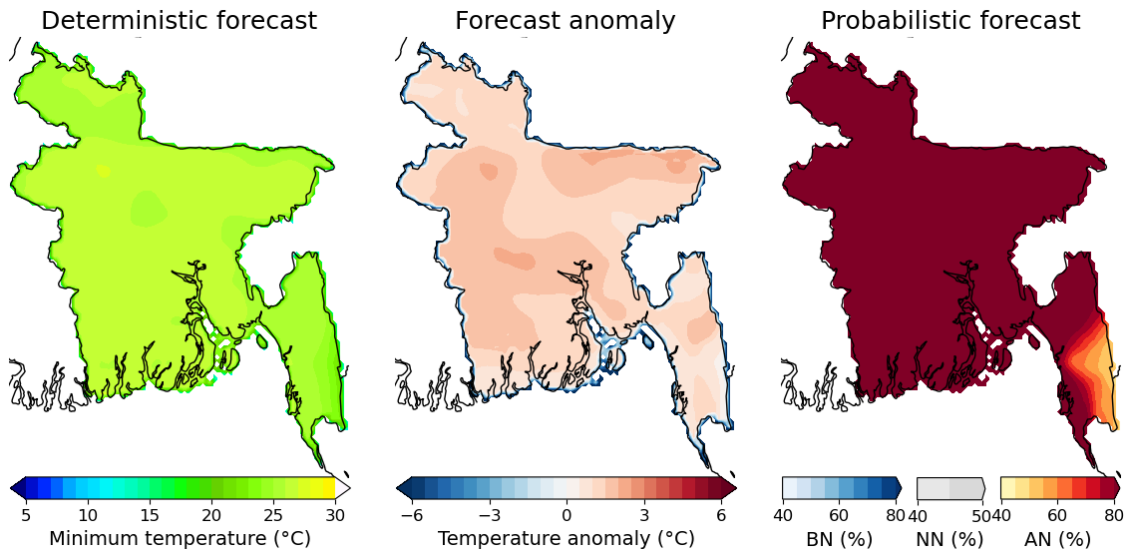 Deterministic forecast
Forecast anomaly
Probabilistic forecast
5 10 15 20 25 30
Minimum temperature (°C)
−6 −3 0 3 6
Temperature anomaly (°C)
40 60 80
BN (%)
40 50
NN (%)
40 60 80
AN (%)